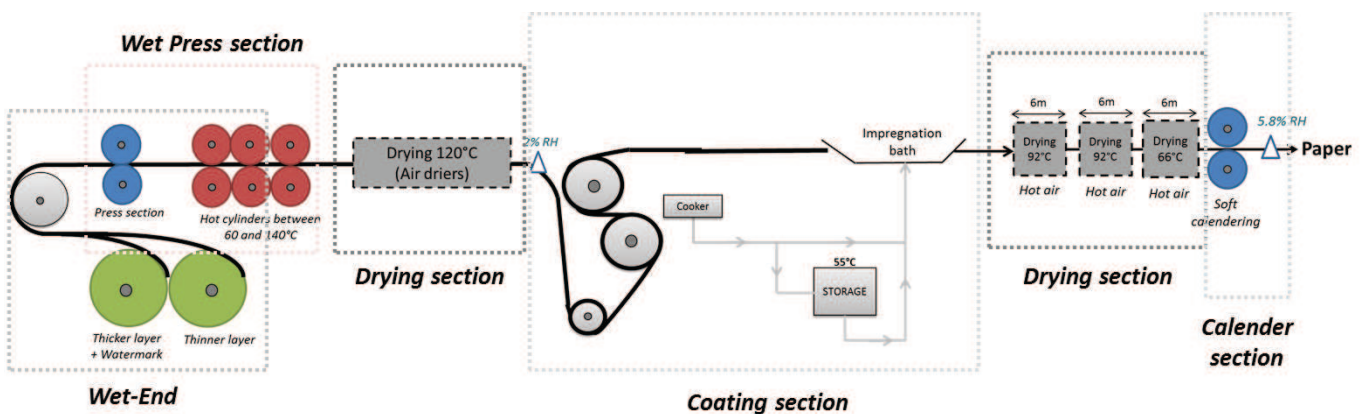 Wet Press section
Press section
Hot cylinders between
60 and 140°C
Thicker layer
+ Watermark
Thinner layer
Wet-End
Drying 120°C
(Air driers)
Drying section
2% RH
Impregnation
bath
Cooker
55°C
STORAGE
Coating section
6m
6m
6m
Drying
92°C
Drying
92°C
Drying
66°C
Hot air
Hot air
Hot air
Drying section
5.8% RH
Paper
Soft
calendering
Calender
section